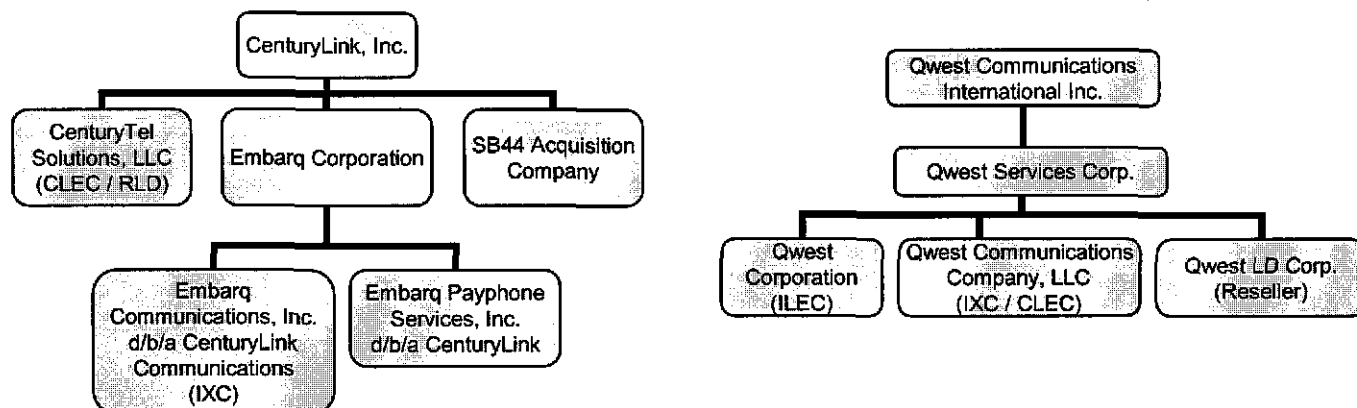 CenturyLink, Inc.
CenturyTel
Solutions, LLC
(CLEC / RLD)
Embarq Corporation
SB44 Acquisition
Company
Embarq
Communications, Inc.
d/b/a CenturyLink
Communications
(IXC)
Embarq Payphone
Services, Inc.
d/b/a CenturyLink
Qwest Communications
International Inc.
Qwest Services Corp.
Qwest
Corporation
(ILEC)
Qwest Communications
Company, LLC
(IXC / CLEC)
Qwest LD Corp.
(Reseller)